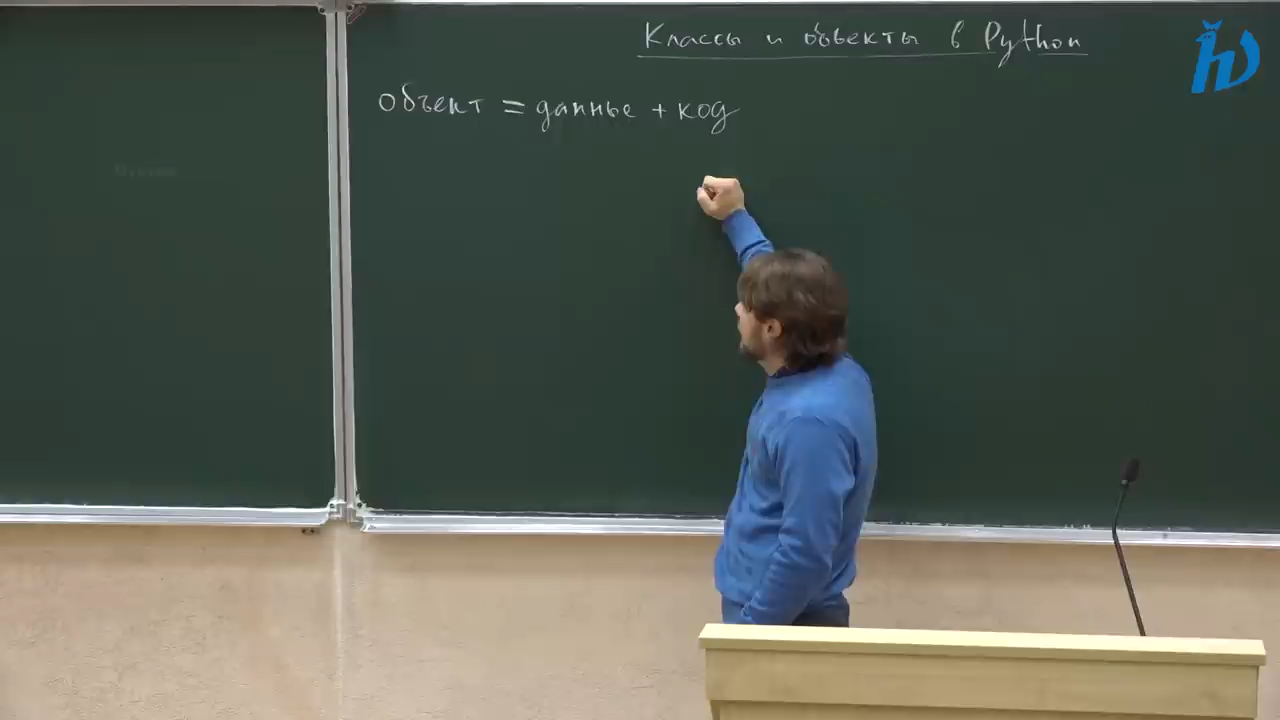 Классы и объекты в Python
объект = данные + код